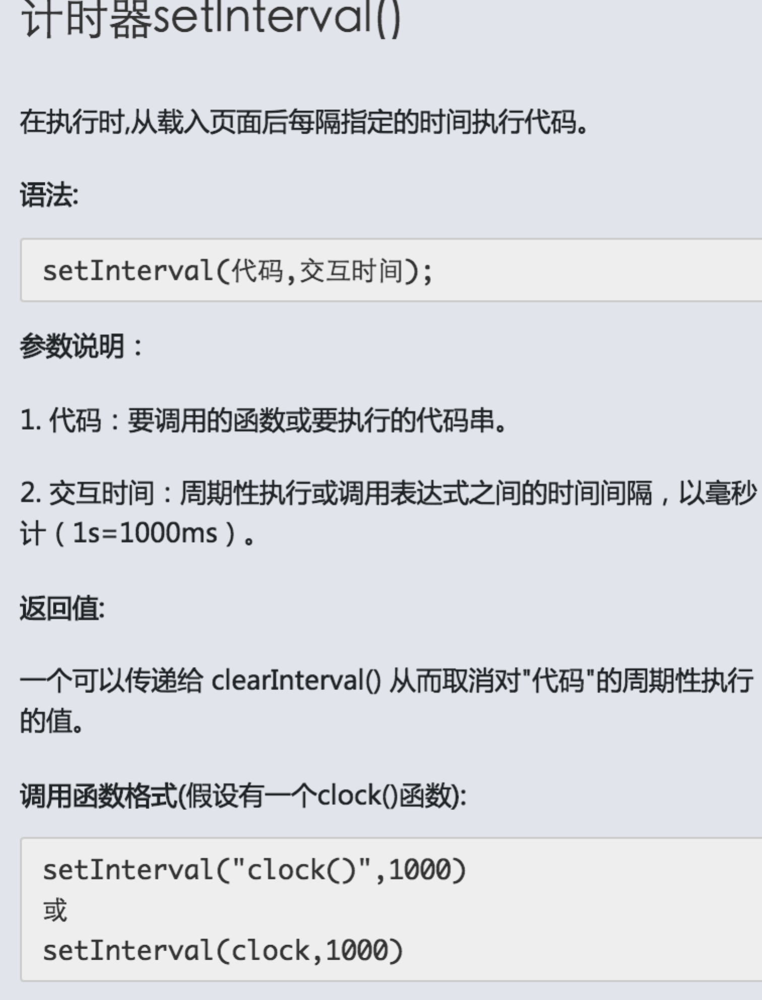 计时器setInterval()
在执行时,从载入页面后每隔指定的时间执行代码。
语法:
setInterval(代码,交互时间);
参数说明：
1. 代码：要调用的函数或要执行的代码串。
2. 交互时间：周期性执行或调用表达式之间的时间间隔，以毫秒
计（1s=1000ms）。
返回值:
一个可以传递给 clearInterval() 从而取消对"代码"的周期性执行
的值。
调用函数格式(假设有一个clock()函数):
setInterval("clock()",1000)
或
setInterval(clock,1000)